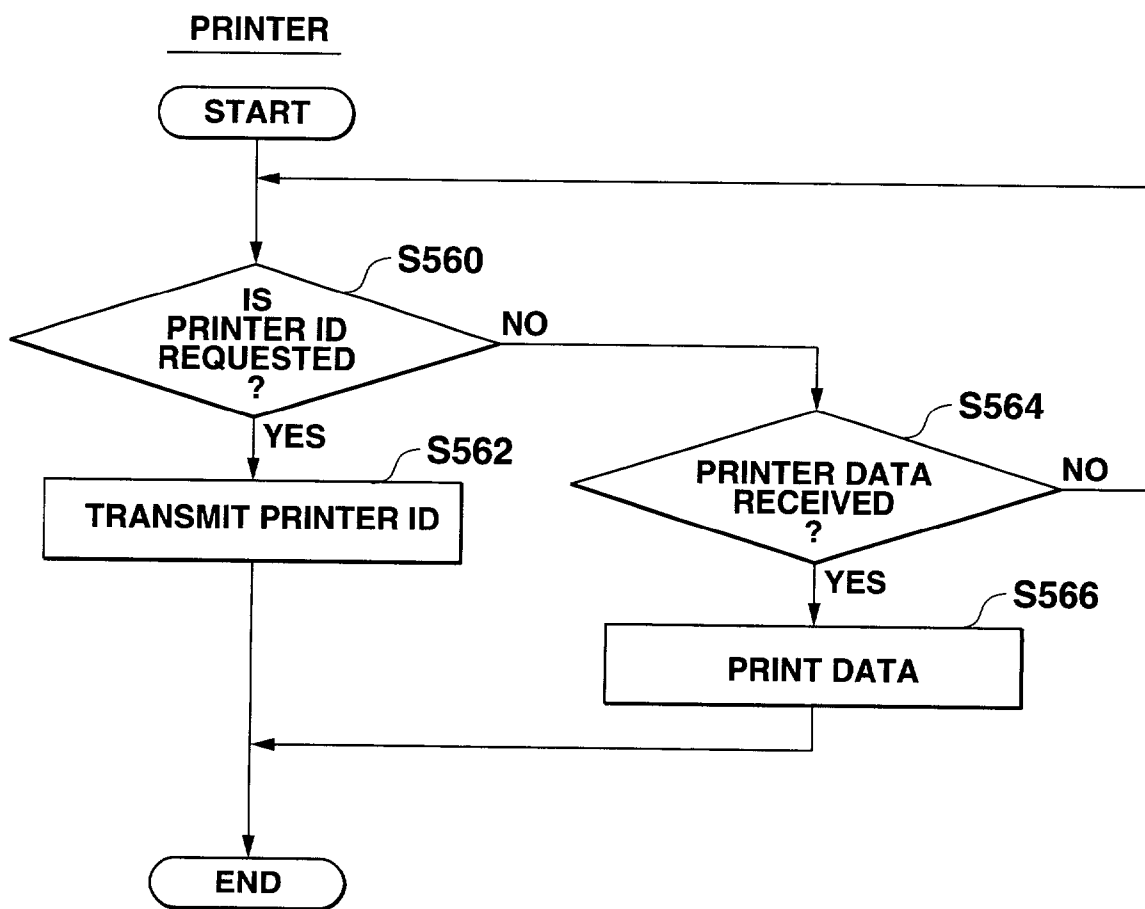 PRINTER
START
S560
IS
PRINTER ID
REQUESTED
?
NO
YES
S562
TRANSMIT PRINTER ID
S564
PRINTER DATA
RECEIVED
?
NO
YES
S566
PRINT DATA
END